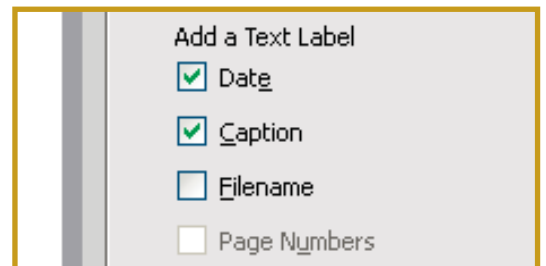 Add a Text Label
Date
Caption
Filename
Page Numbers